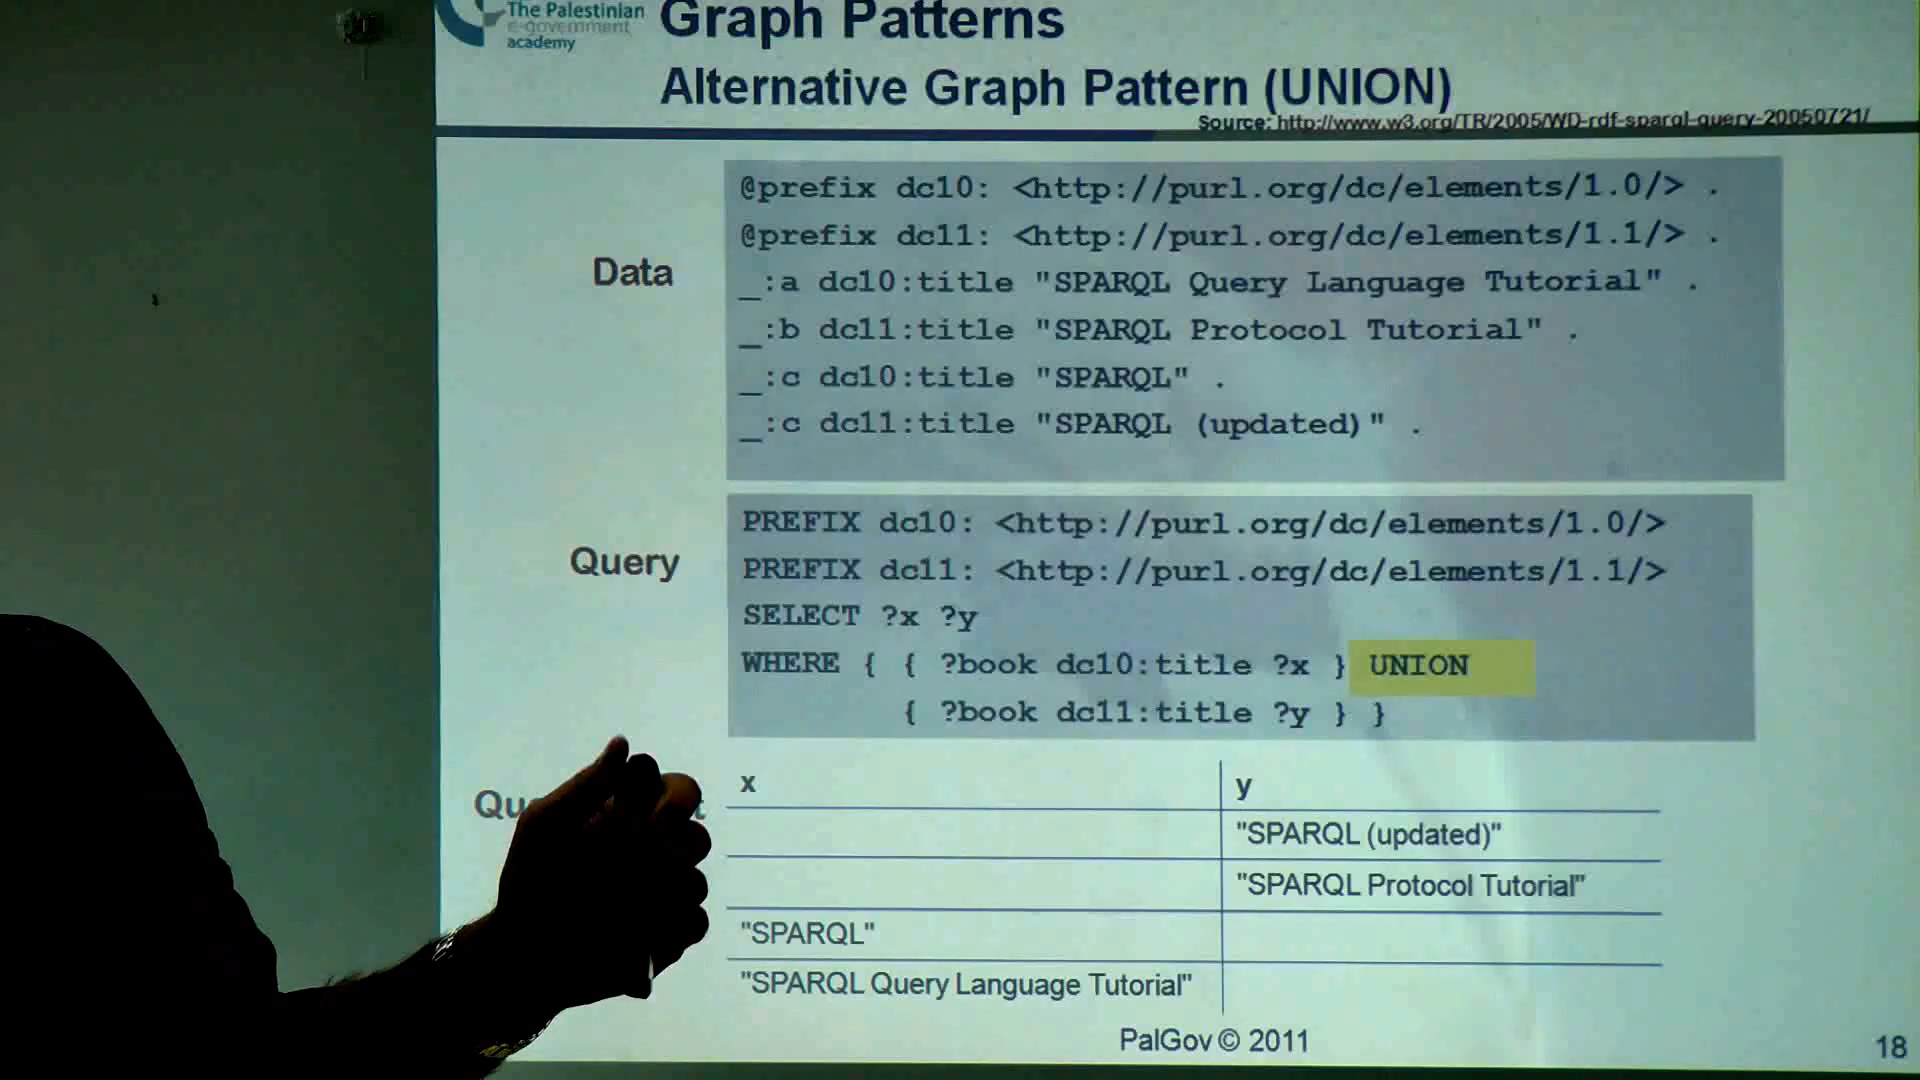 The Palestinian
e-government
academy
Graph Patterns
Alternative Graph Pattern (UNION)
Source: http://www.w3.org/TR/2005/WD-rdf-sparql-query-20050721/
Data
@prefix dc10: <http://purl.org/dc/elements/1.0/> .
@prefix dc11: <http://purl.org/dc/elements/1.1/> .
_:a dc10:title "SPARQL Query Language Tutorial" .
_:b dc11:title "SPARQL Protocol Tutorial" .
_:c dc10:title "SPARQL" .
_:c dc11:title "SPARQL (updated)" .
Query
PREFIX dc10: <http://purl.org/dc/elements/1.0/>
PREFIX dc11: <http://purl.org/dc/elements/1.1/>
SELECT ?x ?y
WHERE { { ?book dc10:title ?x } UNION
{ ?book dc11:title ?y } }
x y
"SPARQL (updated)"
"SPARQL Protocol Tutorial"
"SPARQL"
"SPARQL Query Language Tutorial"
PalGov © 2011
18